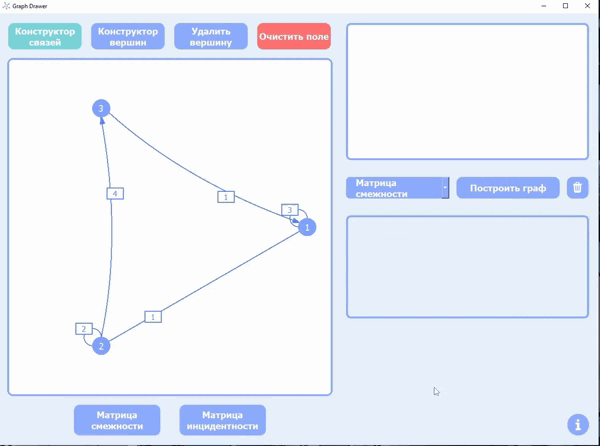 Graph Drawer
Конструктор
связей
Конструктор
вершин
Удалить
вершину
Очистить поле
3
4
1
3
1
2
1
2
Матрица
смежности
Построить граф
Матрица
смежности
Матрица
инцидентности
i